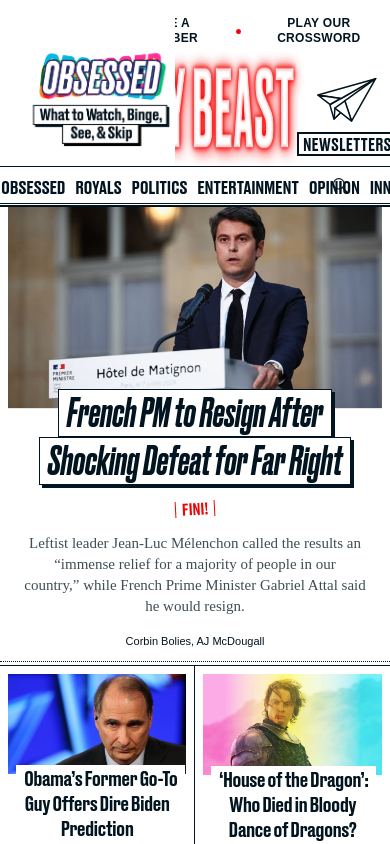 E A
BER
PLAY OUR
CROSSWORD
OBSESSED
What to Watch, Binge,
See, & Skip
Y BEAST
NEWSLETTERS
OBSESSED ROYALS POLITICS ENTERTAINMENT OPINION INN
PREMIER
MINISTRE
Hôtel de Matignon
Paris, 7 juillet 2024
French PM to Resign After
Shocking Defeat for Far Right
FINI!
Leftist leader Jean-Luc Mélenchon called the results an
“immense relief for a majority of people in our
country,” while French Prime Minister Gabriel Attal said
he would resign.
Corbin Bolies, AJ McDougall
Obama’s Former Go-To
Guy Offers Dire Biden
Prediction
‘House of the Dragon’:
Who Died in Bloody
Dance of Dragons?